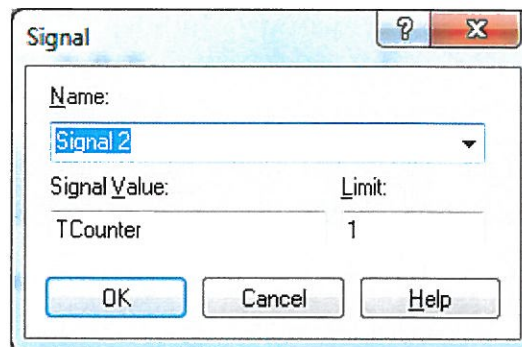 Signal
?
X
Name:
Signal 2
Signal Value:
Limit:
TCounter
1
OK
Cancel
Help